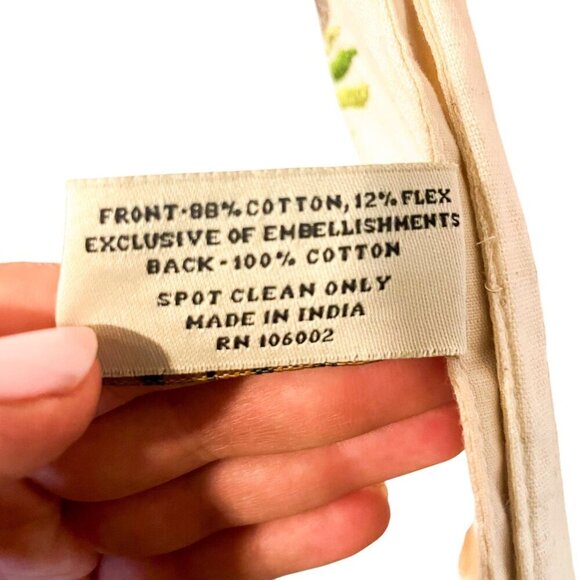 FRONT-88% COTTON, 12% FLEX
EXCLUSIVE OF EMBELLISHMENTS
BACK-100% COTTON
SPOT CLEAN ONLY
MADE IN INDIA
RN 106002